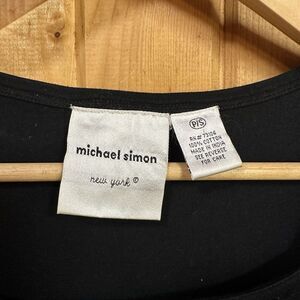 michael simon
new york ©
P/S
RN# 73106
100% COTTON
MADE IN INDIA
SEE REVERSE
FOR CARE